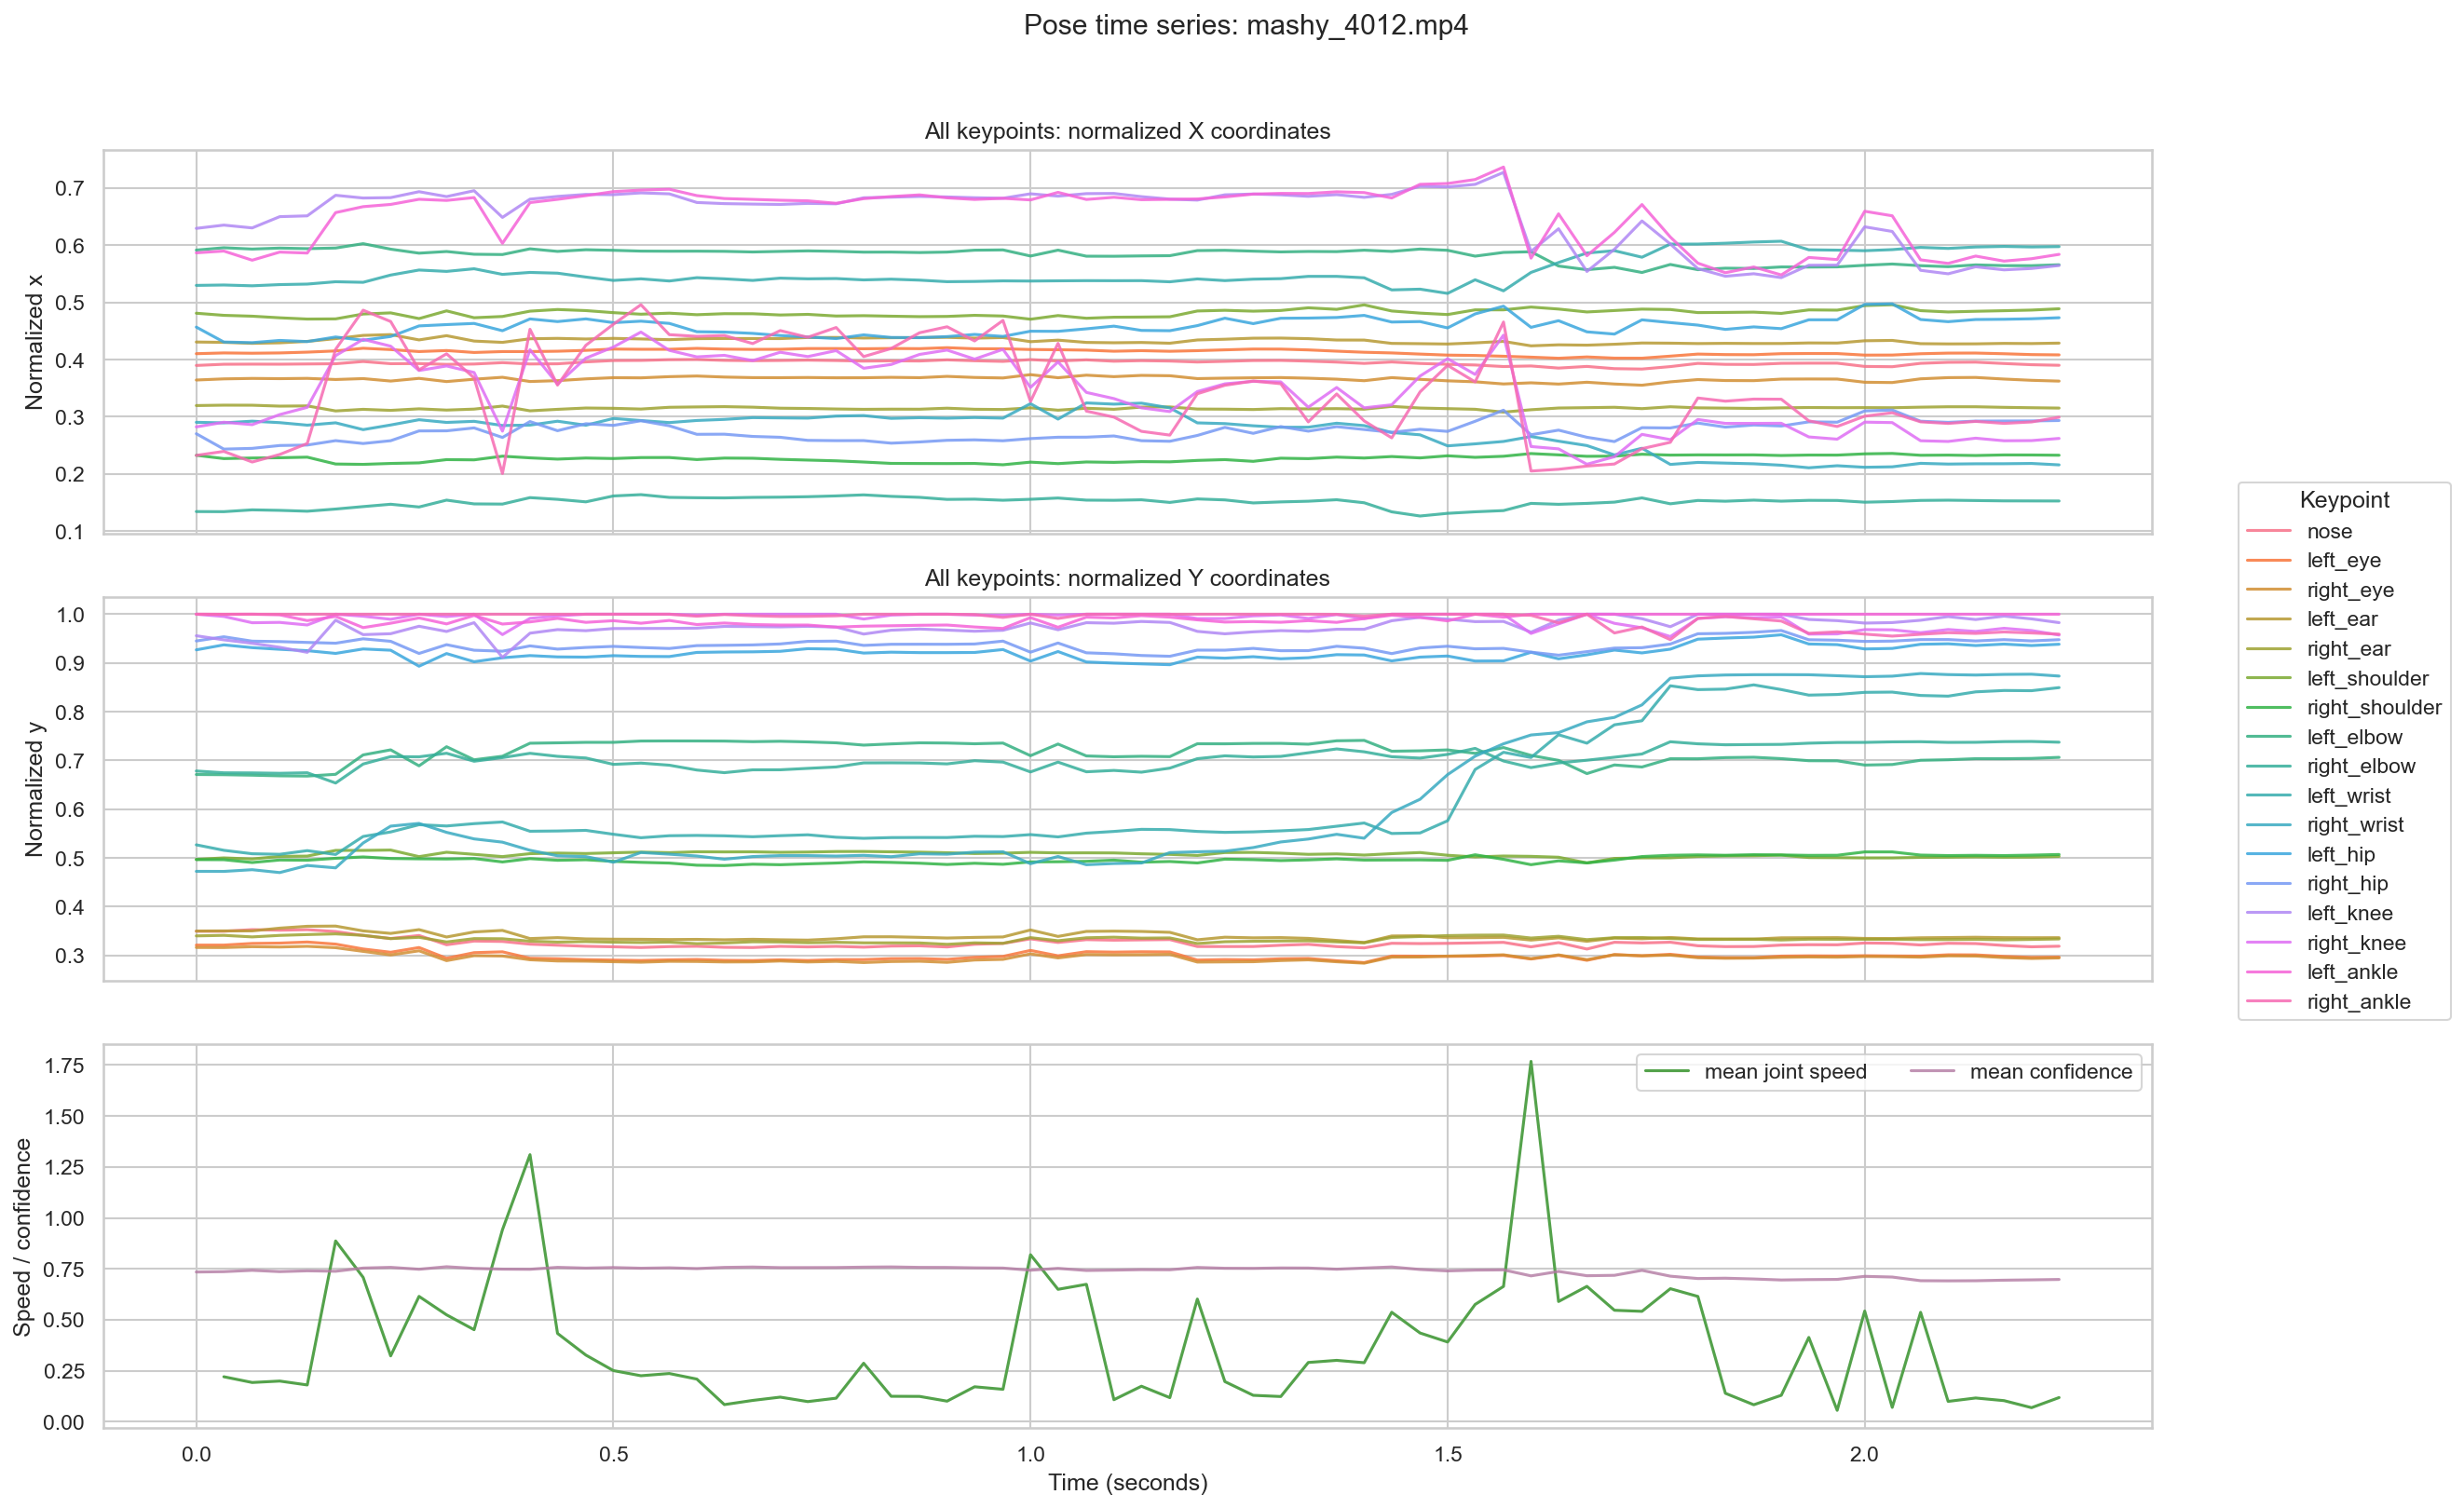 Pose time series: mashy_4012.mp4
All keypoints: normalized X coordinates
Normalized x
0.7
0.6
0.5
0.4
0.3
0.2
0.1
All keypoints: normalized Y coordinates
Normalized y
1.0
0.9
0.8
0.7
0.6
0.5
0.4
0.3
Keypoint
nose
left_eye
right_eye
left_ear
right_ear
left_shoulder
right_shoulder
left_elbow
right_elbow
left_wrist
right_wrist
left_hip
right_hip
left_knee
right_knee
left_ankle
right_ankle
Speed / confidence
1.75
1.50
1.25
1.00
0.75
0.50
0.25
0.00
mean joint speed mean confidence
0.0 0.5 1.0 1.5 2.0
Time (seconds)